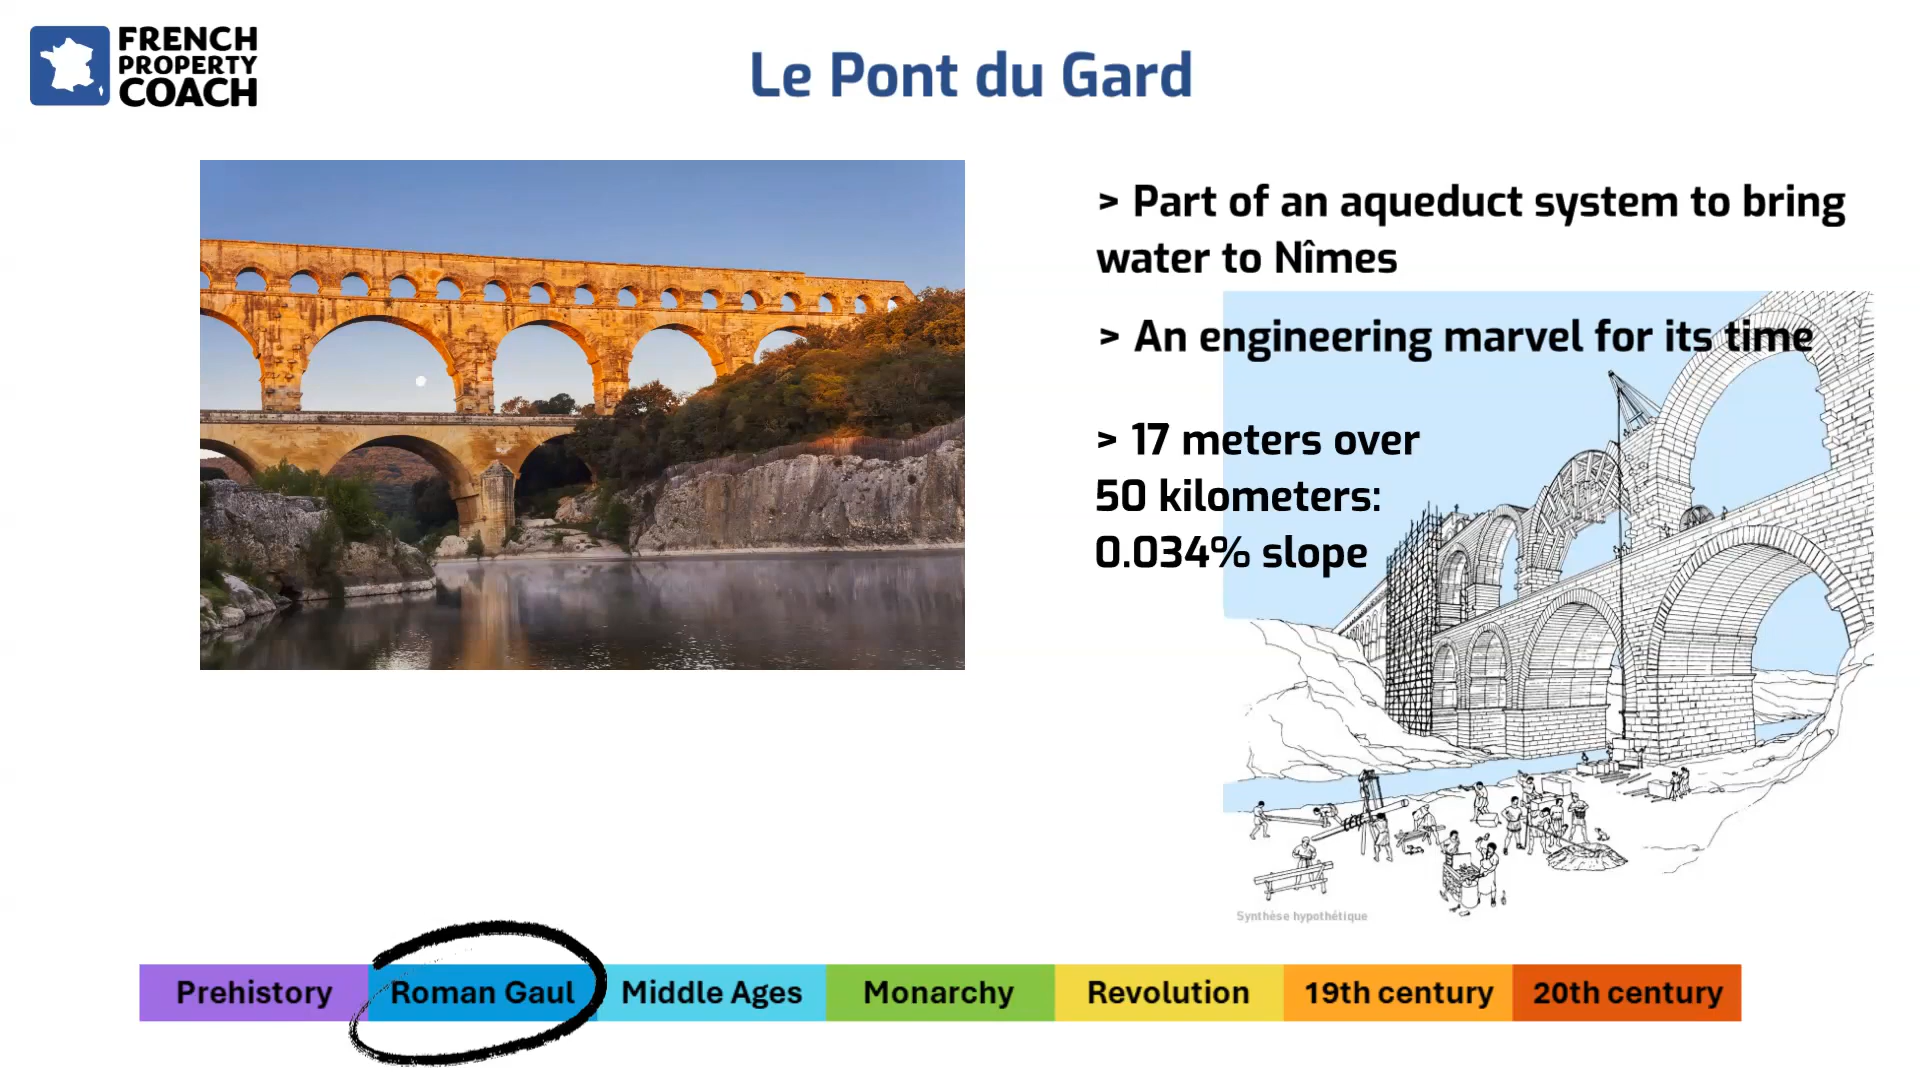 FRENCH
PROPERTY
COACH
Le Pont du Gard
> Part of an aqueduct system to bring
water to Nîmes
> An engineering marvel for its time
> 17 meters over
50 kilometers:
0.034% slope
Synthèse hypothétique
Prehistory
Roman Gaul
Middle Ages
Monarchy
Revolution
19th century
20th century